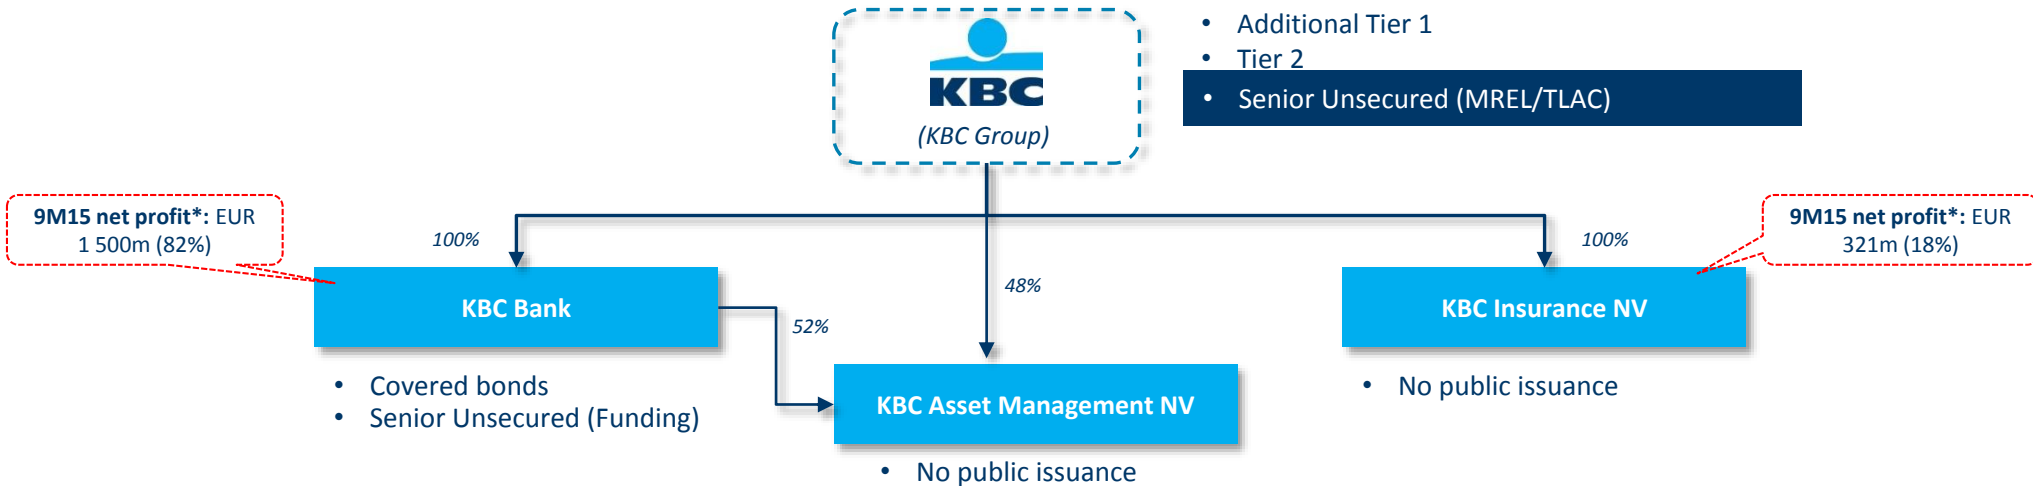 • Additional Tier 1
• Tier 2
• Senior Unsecured (MREL/TLAC)
KBC
(KBC Group)
9M15 net profit*: EUR
1 500m (82%)
100%
48%
100%
9M15 net profit*: EUR
321m (18%)
KBC Bank
52%
KBC Insurance NV
• Covered bonds
• Senior Unsecured (Funding)
KBC Asset Management NV
• No public issuance
• No public issuance